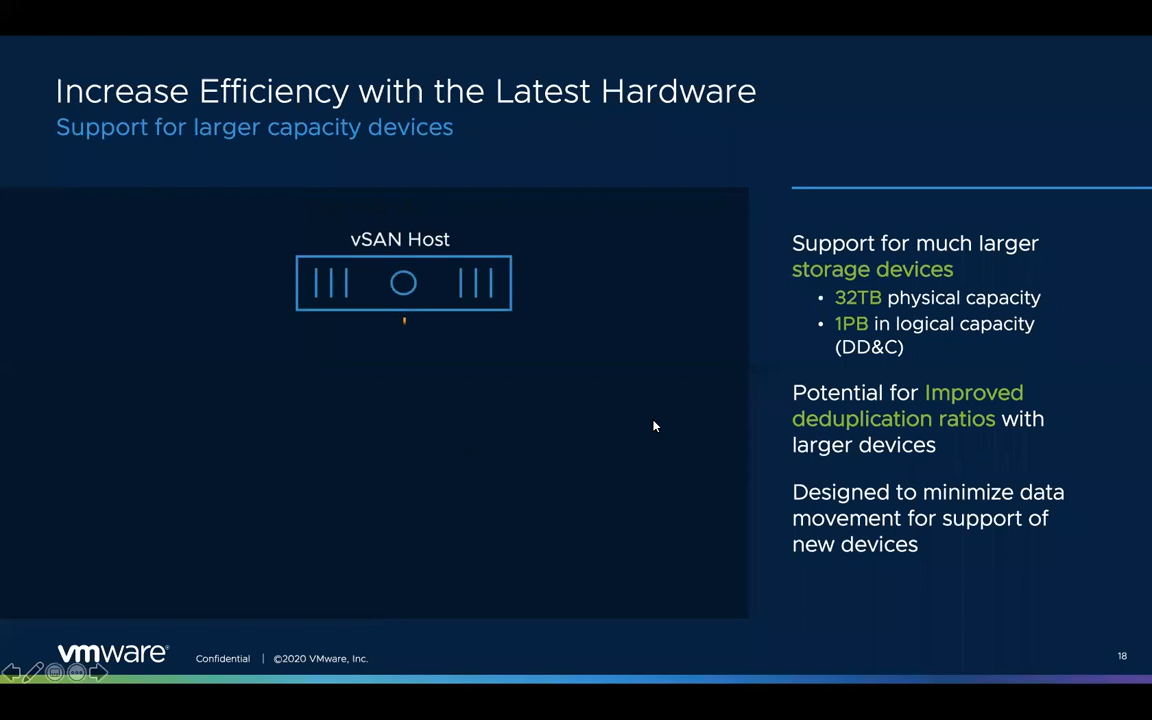 Increase Efficiency with the Latest Hardware
Support for larger capacity devices
vSAN Host
Support for much larger
storage devices
• 32TB physical capacity
• 1PB in logical capacity
(DD&C)
Potential for Improved
deduplication ratios with
larger devices
Designed to minimize data
movement for support of
new devices
vmware®
Confidential | ©2020 VMware, Inc.
18